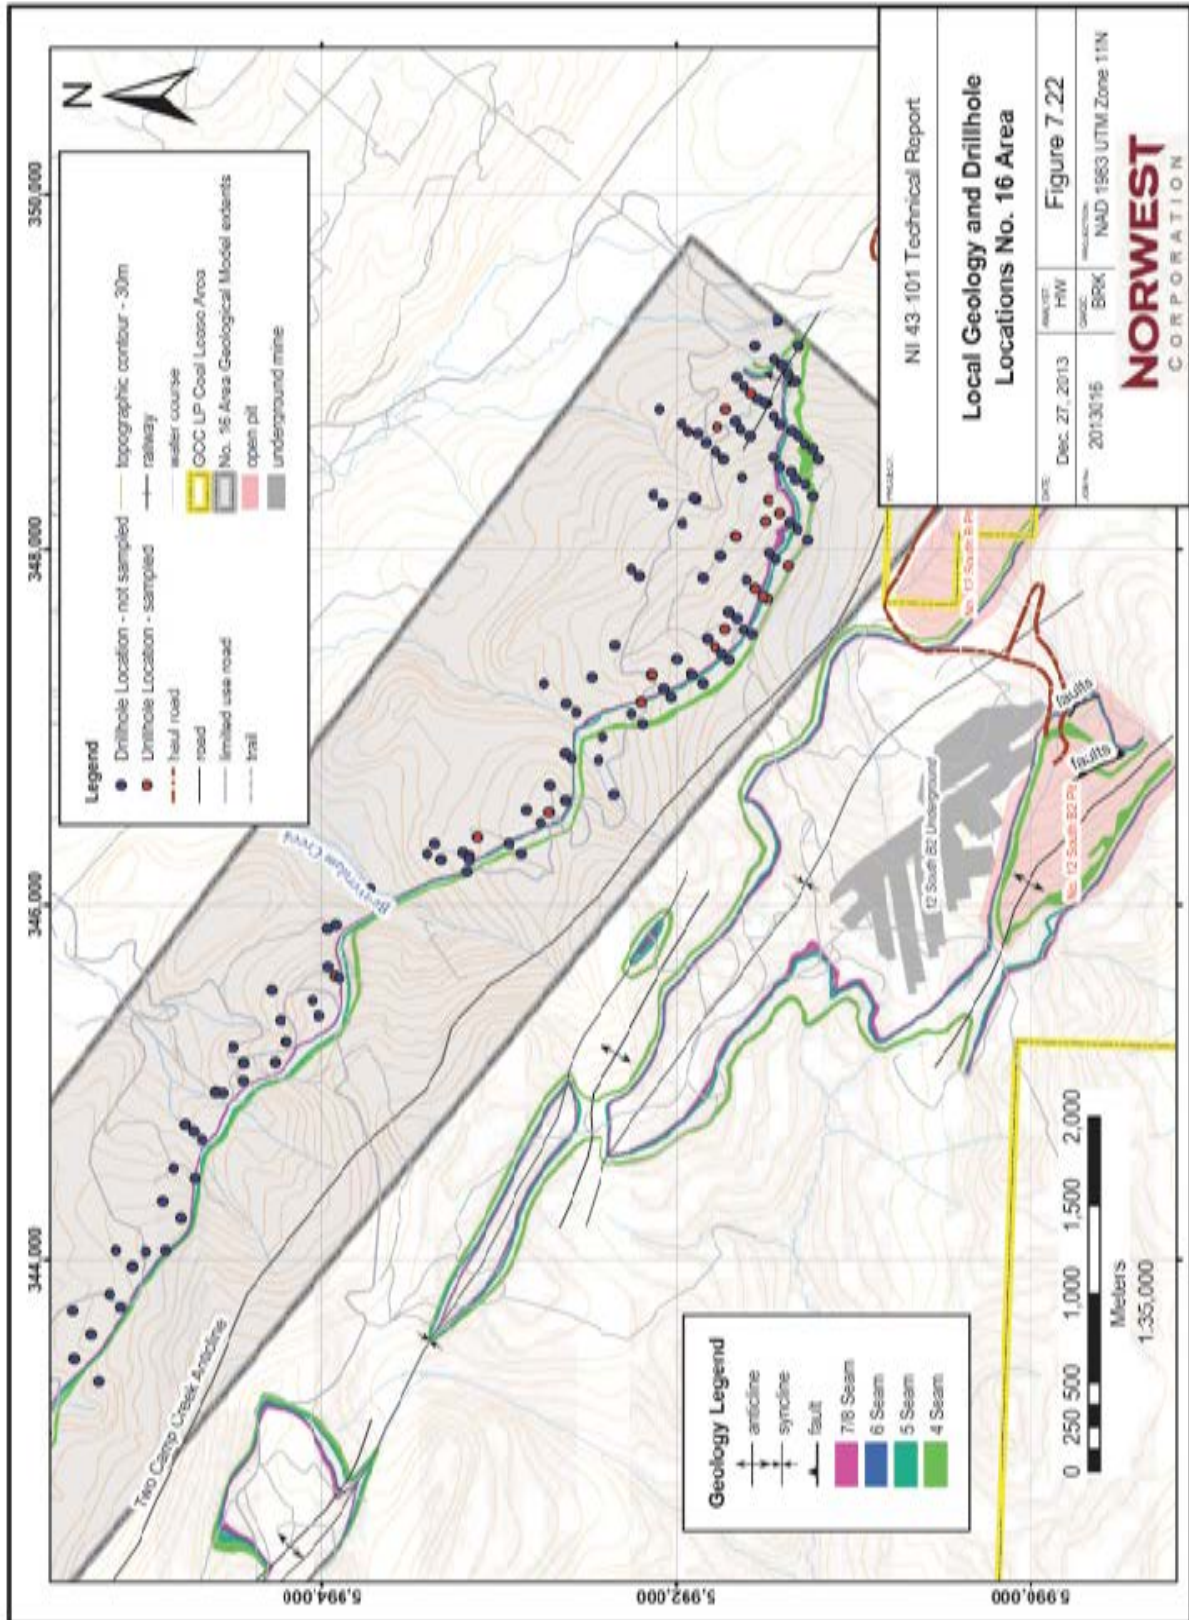 344,000
346,000
348,000
350,000
5,994,000
5,992,000
5,990,000
N
Legend
Drillhole Location - not sampled
Drillhole Location - sampled
haul road
road
limited use road
trail
topographic contour - 30m
railway
water course
GCC LP Coal Lease Area
No. 16 Area Geological Model extents
open pit
underground mine
Two Camp Creek Anticline
12 South B2 Underground
No. 12 South B2 Pit
faults
faults
Geology Legend
anticline
syncline
fault
7/8 Seam
6 Seam
5 Seam
4 Seam
0 250 500 1,000 1,500 2,000
Meters
1:35,000
PROJECT:
NI 43 101 Technical Report
Local Geology and Drillhole
Locations No. 16 Area
DATE:
Dec. 27, 2013
ANALYST:
HW
Figure 7.22
JOB No.
2013016
BRK
PROJECTION:
NAD 1983 UTM Zone 11N
NORWEST
CORPORATION